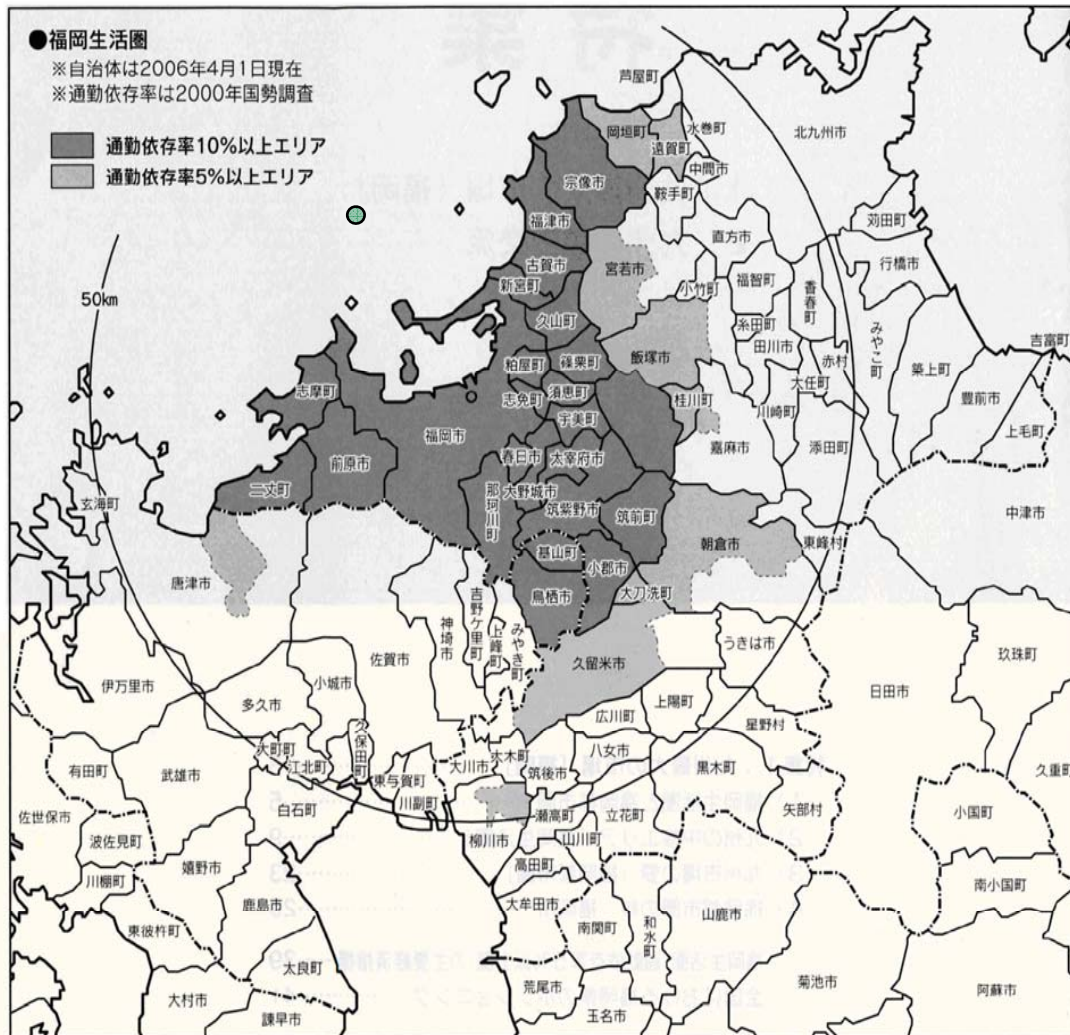 ●福岡生活圏
※自治体は2006年4月1日現在
※通勤依存率は2000年国勢調査
通勤依存率10%以上エリア
通勤依存率5%以上エリア
50km
芦屋町
岡垣町
水巻町
北九州市
遠賀町
中間市
宗像市
鞍手町
福津市
直方市
苅田町
古賀市
宮若市
行橋市
新宮町
小竹町
福智町
香春町
久山町
糸田町
みやこ町
吉富町
粕屋町
篠栗町
飯塚市
田川市
赤村
築上町
志摩町
志免町
須恵町
桂川町
大任町
豊前市
宇美町
川崎町
上毛町
福岡市
嘉麻市
添田町
前原市
春日市
太宰府市
二丈町
那珂川町
大野城市
玄海町
筑紫野市
筑前町
中津市
朝倉市
東峰村
基山町
小郡市
唐津市
鳥栖市
大刀洗町
吉野ケ里町
神埼市
上峰町
みやき町
うきは市
佐賀市
久留米市
玖珠町
伊万里市
小城市
日田市
多久市
上陽町
広川町
星野村
久保田町
大町町
江北町
大木町
八女市
有田町
武雄市
東与賀町
大川市
筑後市
黒木町
久重町
白石町
川副町
瀬高町
立花町
矢部村
小国町
佐世保市
波佐見町
柳川市
山川町
嬉野市
高田町
川棚町
南小国町
鹿島市
大牟田市
南関町
和水町
山鹿市
東彼杵町
太良町
荒尾市
菊池市
阿蘇市
大村市
諫早市
玉名市